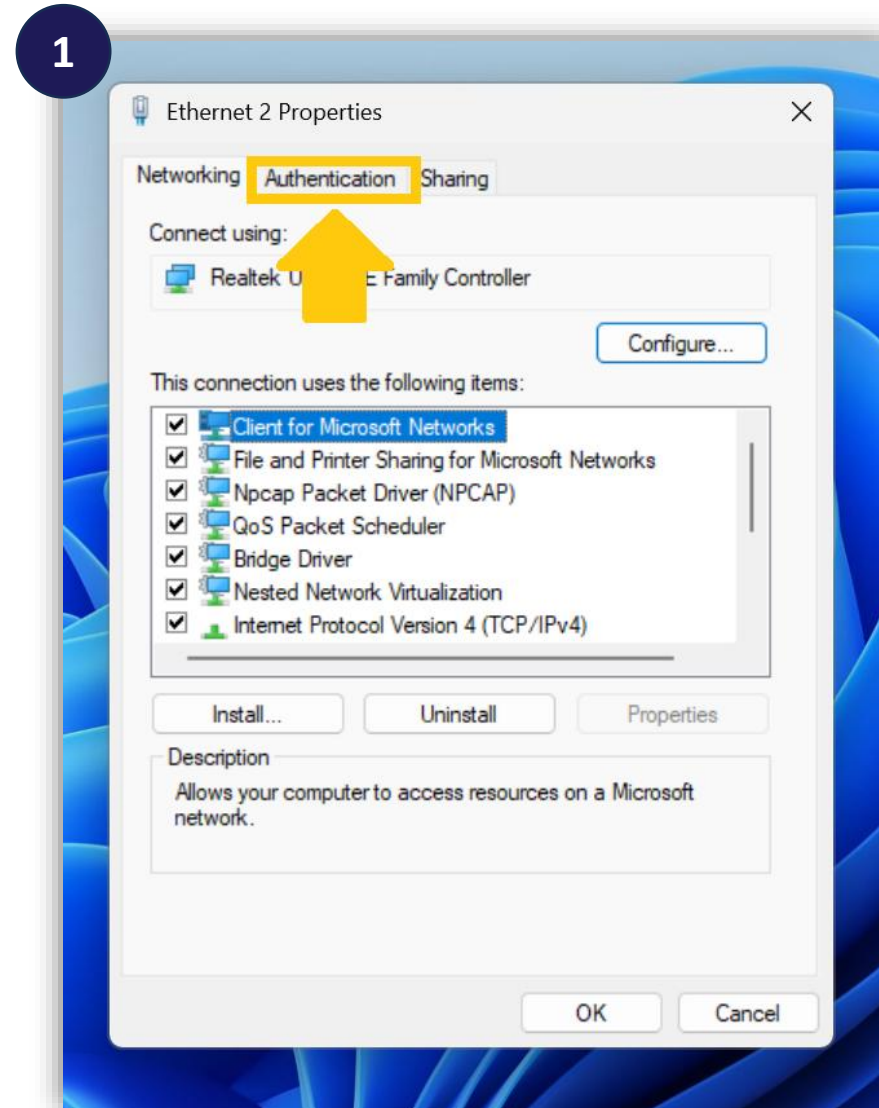 1
Ethernet 2 Properties
Networking Authentication Sharing
Connect using:
Realtek U E Family Controller
Configure...
This connection uses the following items:
Client for Microsoft Networks
File and Printer Sharing for Microsoft Networks
Npcap Packet Driver (NPCAP)
QoS Packet Scheduler
Bridge Driver
Nested Network Virtualization
Internet Protocol Version 4 (TCP/IPv4)
Install... Uninstall Properties
Description
Allows your computer to access resources on a Microsoft
network.
OK Cancel